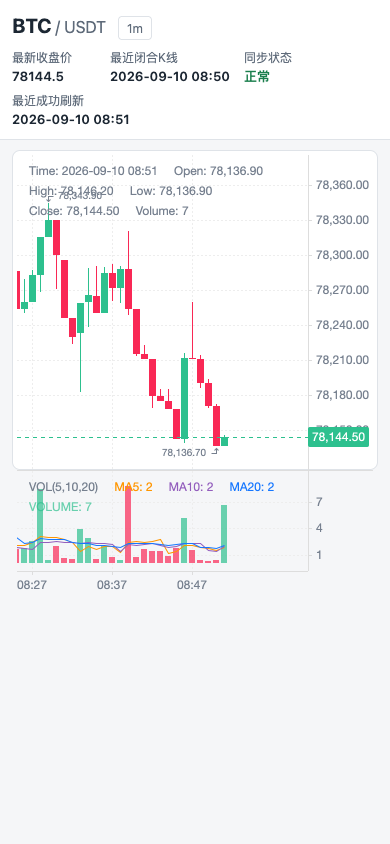 BTC / USDT 1m
最新收盘价 最近闭合K线 同步状态
78144.5 2026-09-10 08:50 正常
最近成功刷新
2026-09-10 08:51
Time: 2026-09-10 08:51 Open: 78,136.90
High: 78,146.20 Low: 78,136.90
78,343.90
Close: 78,144.50 Volume: 7
78,360.00
78,330.00
78,300.00
78,270.00
78,240.00
78,210.00
78,180.00
78,150.00
78,144.50
78,136.70
VOL(5,10,20) MA5: 2 MA10: 2 MA20: 2
VOLUME: 7
7
4
1
08:27 08:37 08:47